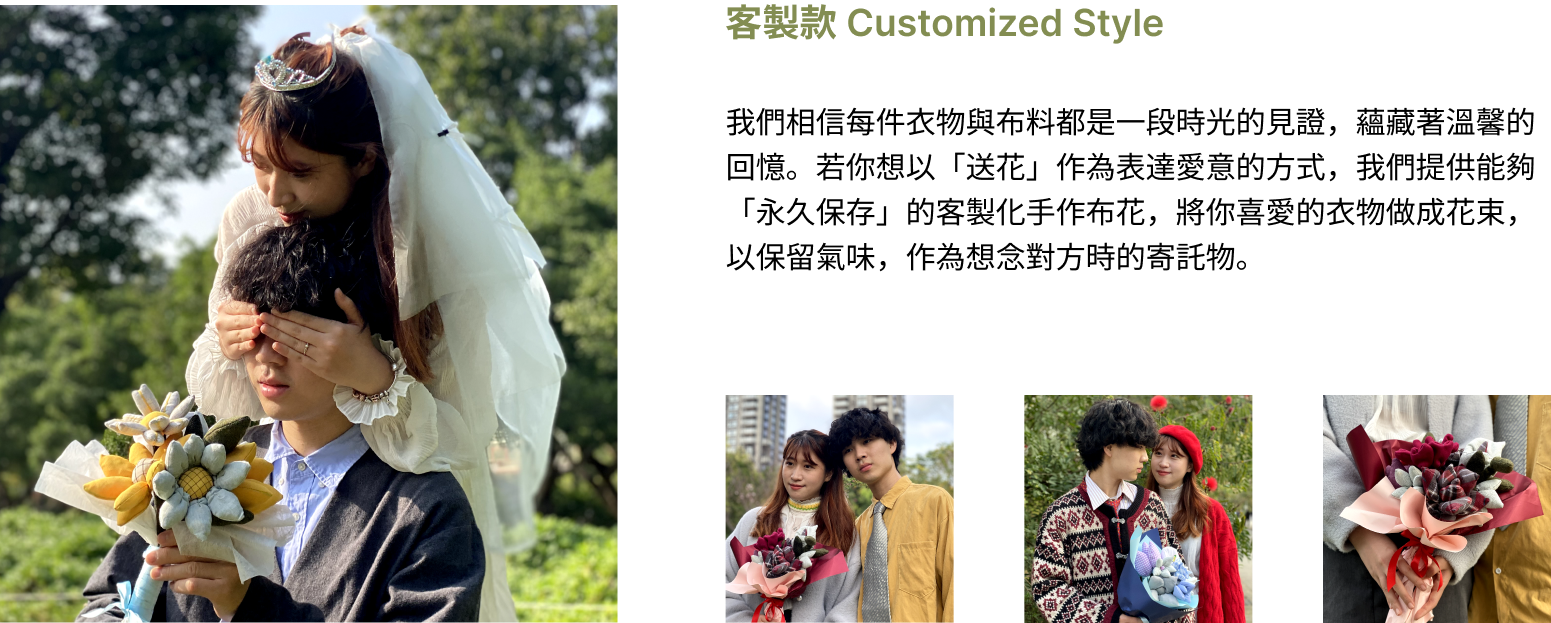 客製款 Customized Style
我們相信每件衣物與布料都是一段時光的見證，蘊藏著溫馨的
回憶。若你想以「送花」作為表達愛意的方式，我們提供能夠
「永久保存」的客製化手作布花，將你喜愛的衣物做成花束，
以保留氣味，作為想念對方時的寄託物。